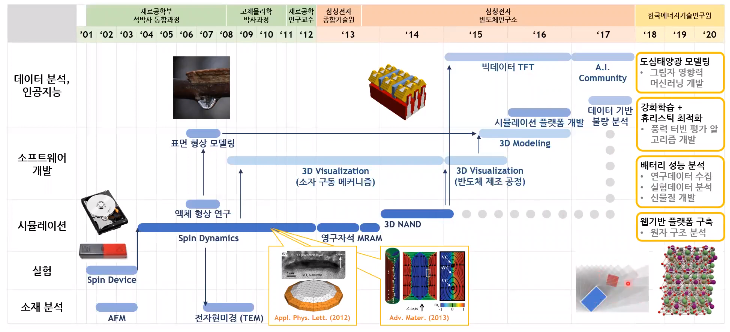 재료공학부
석박사 통합과정
고체물리학
박사과정
재료공학
연구교수
삼성전자
종합기술원
삼성전자
반도체연구소
한국에너지기술연구원
'01 '02 '03 '04 '05 '06 '07 '08 '09 '10 '11 '12 '13 '14 '15 '16 '17 '18 '19 '20
데이터 분석,
인공지능
빅데이터 TFT
A.I.
Community
시뮬레이션 플랫폼 개발
데이터 기반
불량 분석
도심태양광 모델링
• 그림자 영향력
머신러닝 개발
강화학습 +
휴리스틱 최적화
• 풍력 터빈 평가 알
고리즘 개발
소프트웨어
개발
표면 형상 모델링
3D Modeling
3D Visualization
(소자 구동 메커니즘)
3D Visualization
(반도체 제조 공정)
배터리 성능 분석
• 연구데이터 수집
• 실험데이터 분석
• 신물질 개발
시뮬레이션
액체 형상 연구
Spin Dynamics
영구자석 MRAM
3D NAND
웹기반 플랫폼 구축
• 원자 구조 분석
실험
Spin Device
소재 분석
AFM
전자현미경 (TEM)
Appl. Phys. Lett. (2012)
Adv. Mater. (2013)